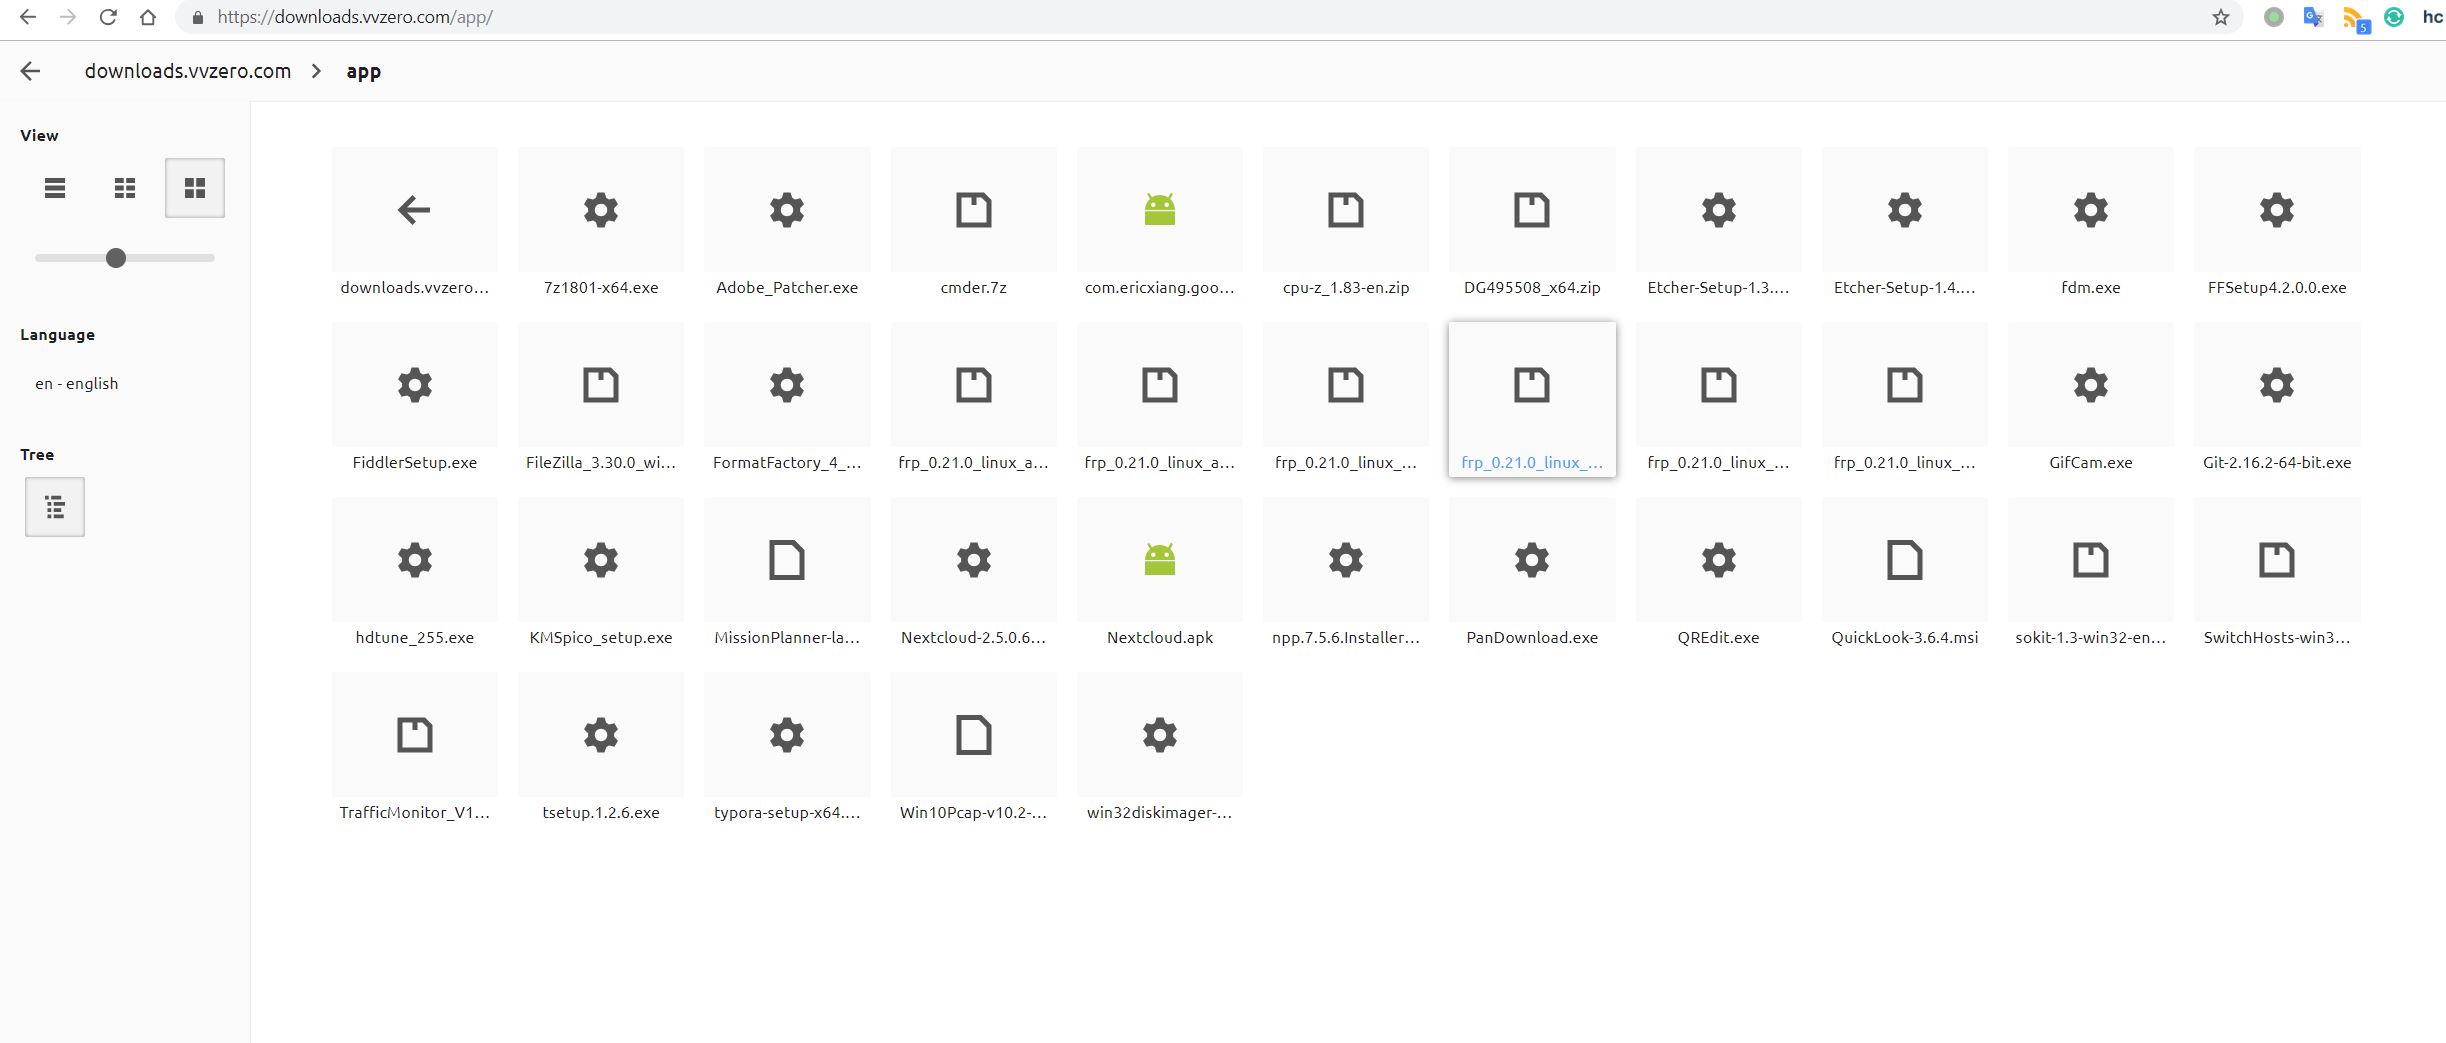 https://downloads.vvzero.com/app/
5
hc
downloads.vvzero.com > app
View
downloads.vvzero... 7z1801-x64.exe Adobe_Patcher.exe cmder.7z com.ericxiang.goo... cpu-z_1.83-en.zip DG495508_x64.zip Etcher-Setup-1.3.... Etcher-Setup-1.4.... fdm.exe FFSetup4.2.0.0.exe
Language
en - english
Tree
FiddlerSetup.exe FileZilla_3.30.0_wi... FormatFactory_4_... frp_0.21.0_linux_a... frp_0.21.0_linux_a... frp_0.21.0_linux_... frp_0.21.0_linux_... frp_0.21.0_linux_... frp_0.21.0_linux_... GifCam.exe Git-2.16.2-64-bit.exe
hdtune_255.exe KMSpico_setup.exe MissionPlanner-la... Nextcloud-2.5.0.6... Nextcloud.apk npp.7.5.6.Installer... PanDownload.exe QREdit.exe QuickLook-3.6.4.msi sokit-1.3-win32-en... SwitchHosts-win3...
TrafficMonitor_V1... tsetup.1.2.6.exe typora-setup-x64.... Win10Pcap-v10.2-... win32diskimager-...